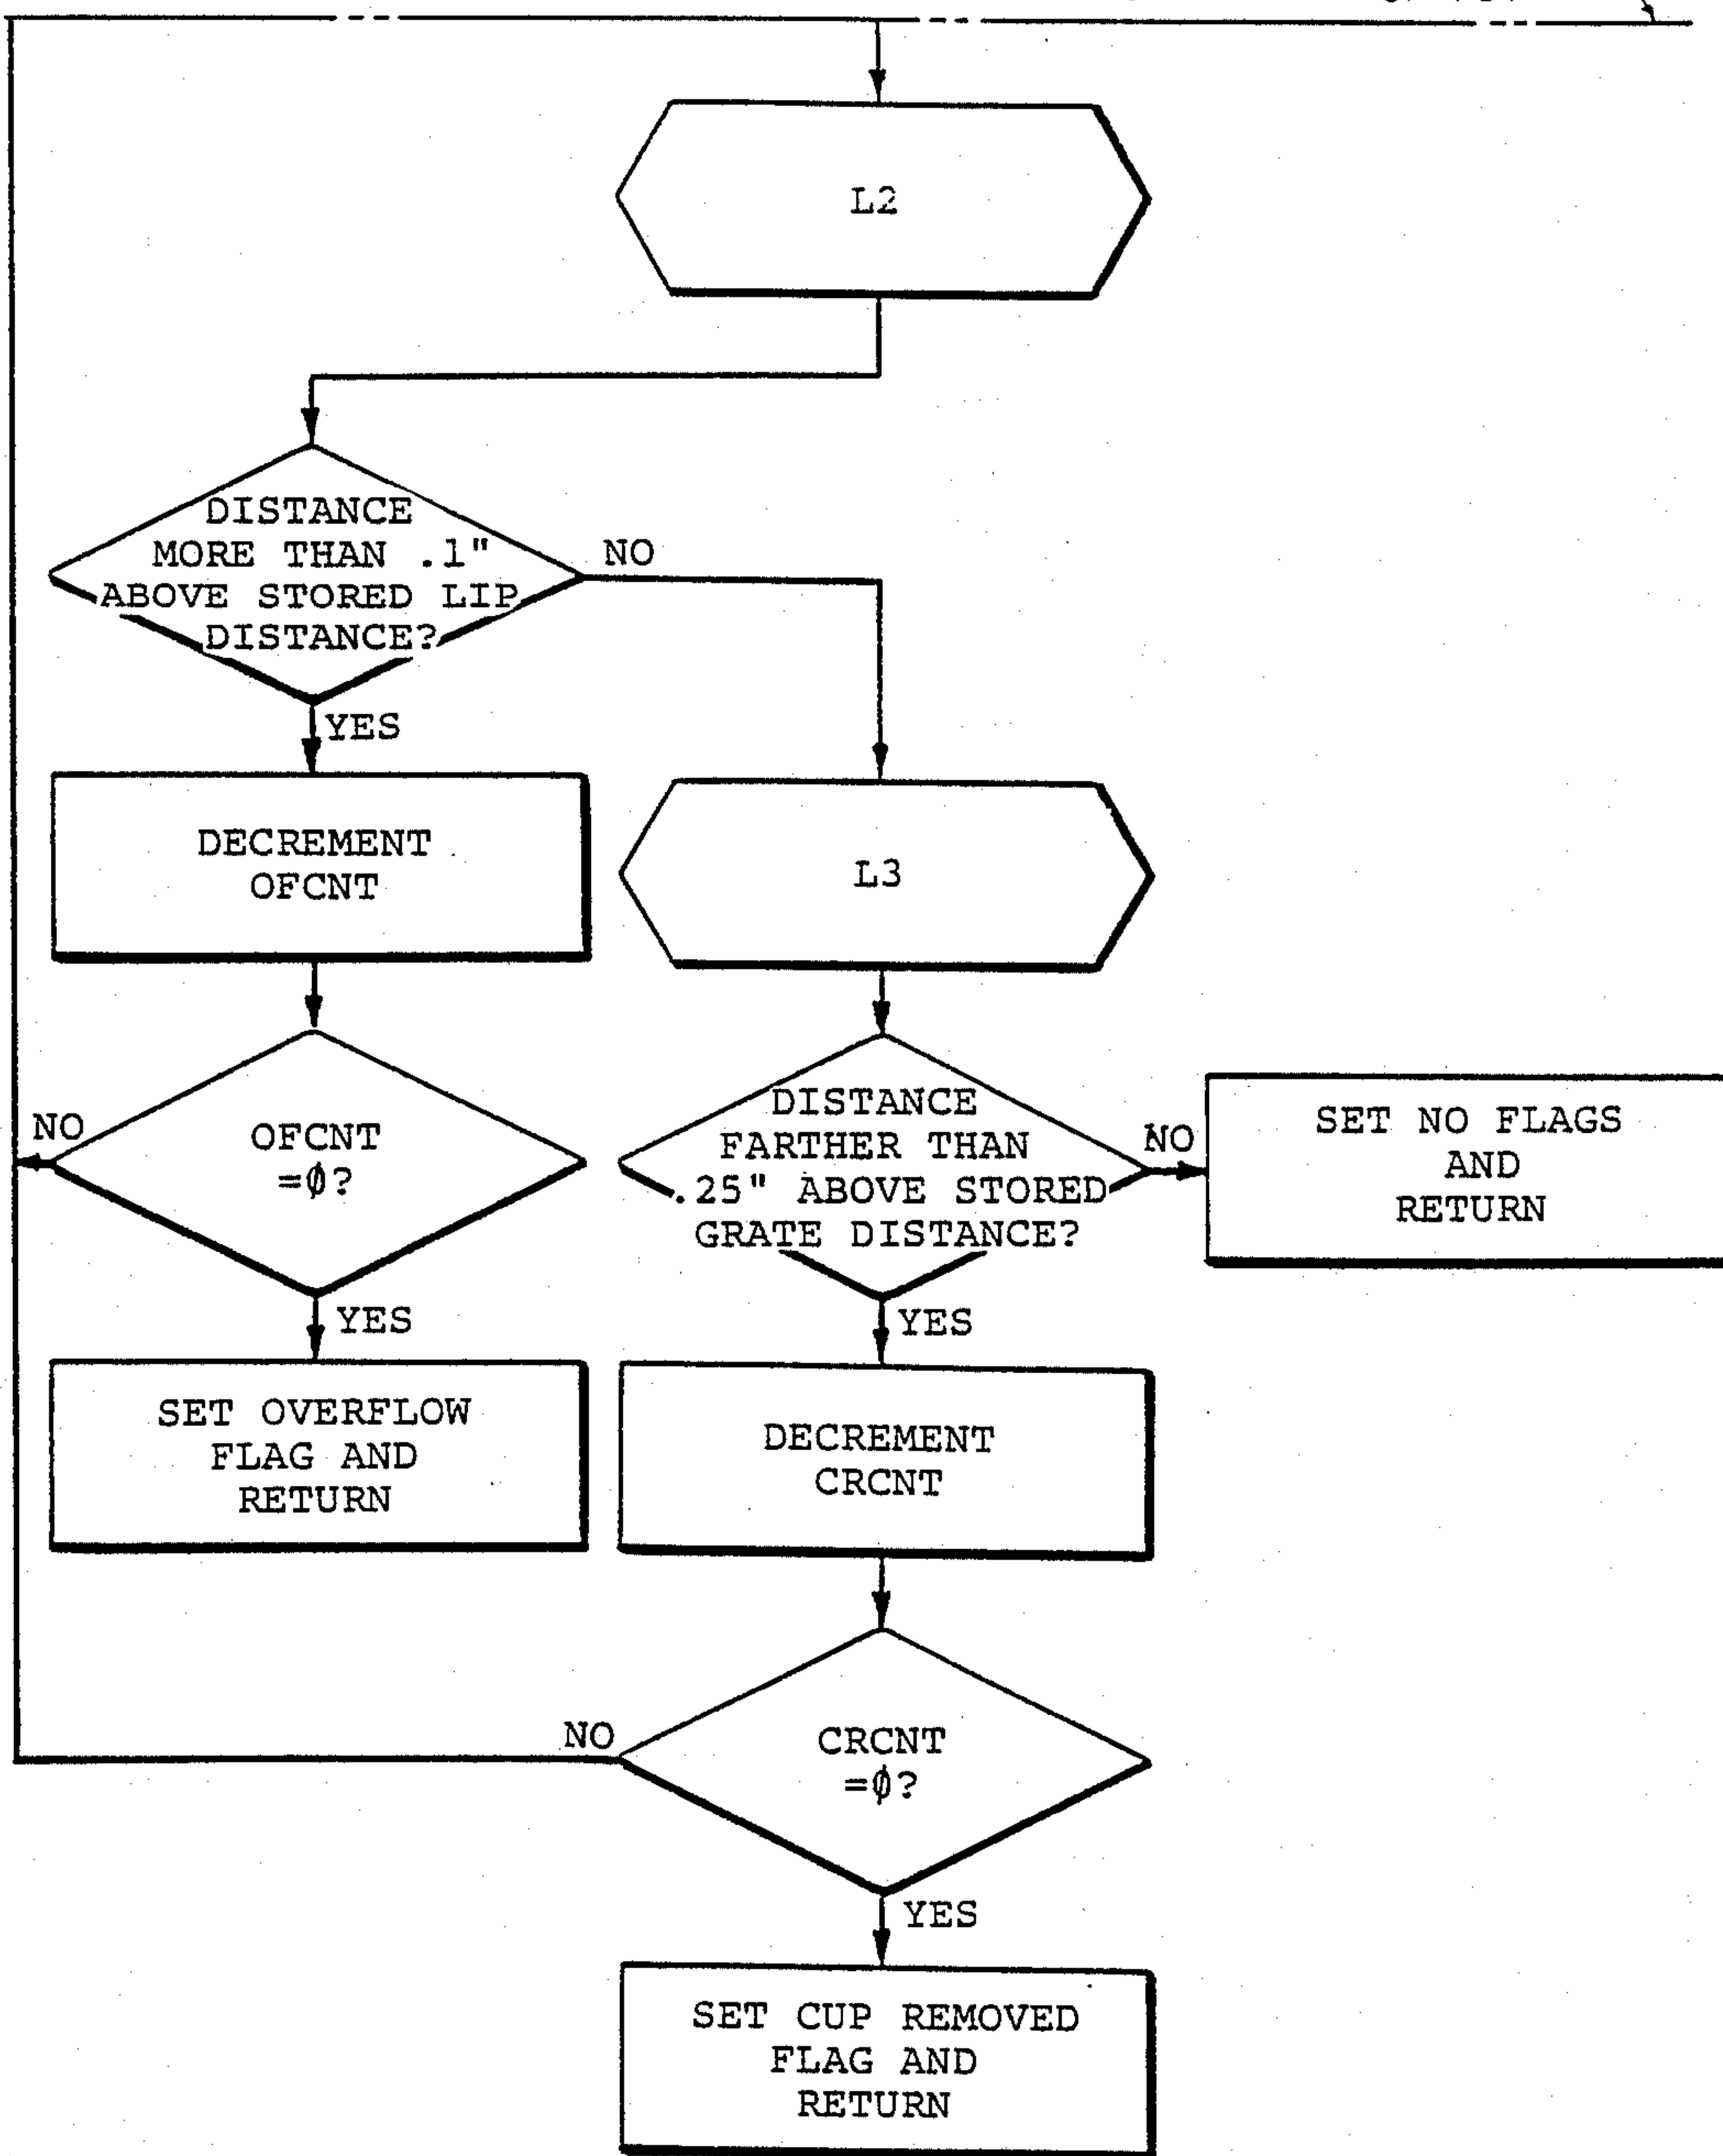 L2
DISTANCE
MORE THAN .1"
ABOVE STORED LIP
DISTANCE?
NO
YES
DECREMENT
OFCNT
L3
OFCNT
=∅?
NO
YES
DISTANCE
FARTHER THAN
.25" ABOVE STORED
GRATE DISTANCE?
NO
YES
SET NO FLAGS
AND
RETURN
SET OVERFLOW
FLAG AND
RETURN
DECREMENT
CRCNT
NO
CRCNT
=∅?
YES
SET CUP REMOVED
FLAG AND
RETURN